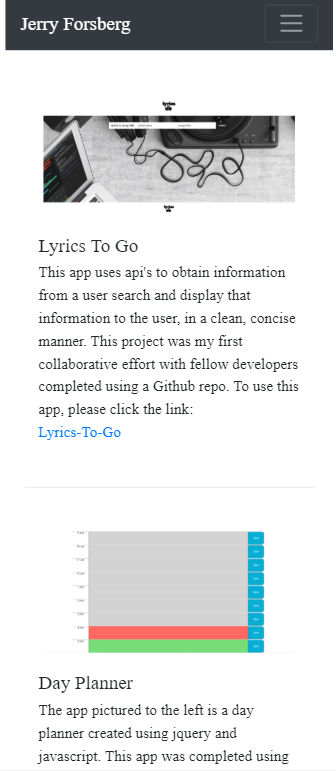 Jerry Forsberg
lyrics
Lyrics To Go
This app uses api's to obtain information
from a user search and display that
information to the user, in a clean, concise
manner. This project was my first
collaborative effort with fellow developers
completed using a Github repo. To use this
app, please click the link:
Lyrics-To-Go
Day Planner
The app pictured to the left is a day
planner created using jquery and
javascript. This app was completed using